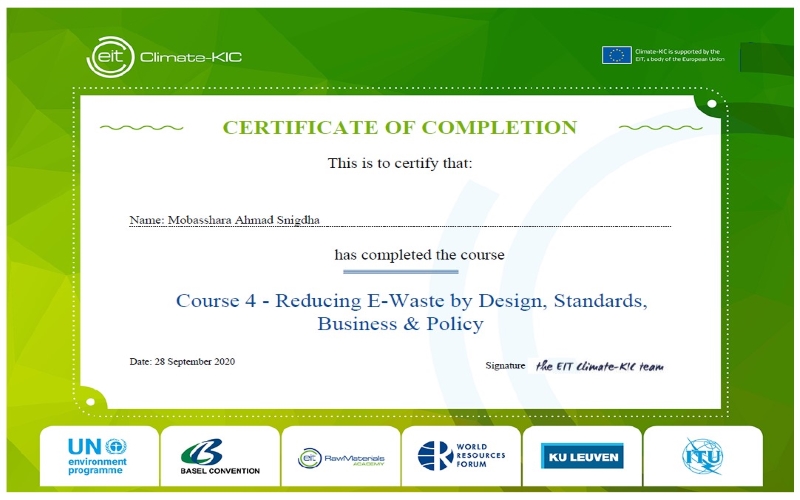 eit Climate-KIC
Climate-KIC is supported by the
EIT, a body of the European Union
CERTIFICATE OF COMPLETION
This is to certify that:
Name: Mobasshara Ahmad Snigdha
has completed the course
Course 4 - Reducing E-Waste by Design, Standards,
Business & Policy
Date: 28 September 2020
Signature the EIT Climate-KIC team
UN
environment
programme
BASEL CONVENTION
eit RawMaterials
ACADEMY
WORLD
RESOURCES
FORUM
KU LEUVEN
ITU